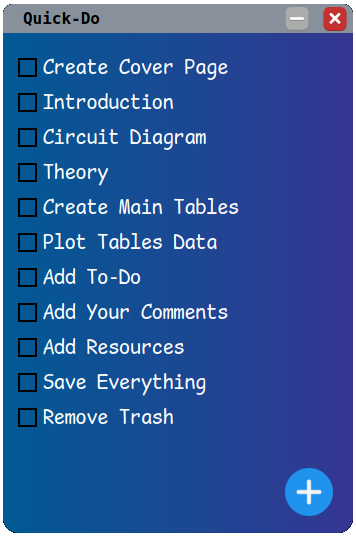 Quick-Do
Create Cover Page
Introduction
Circuit Diagram
Theory
Create Main Tables
Plot Tables Data
Add To-Do
Add Your Comments
Add Resources
Save Everything
Remove Trash